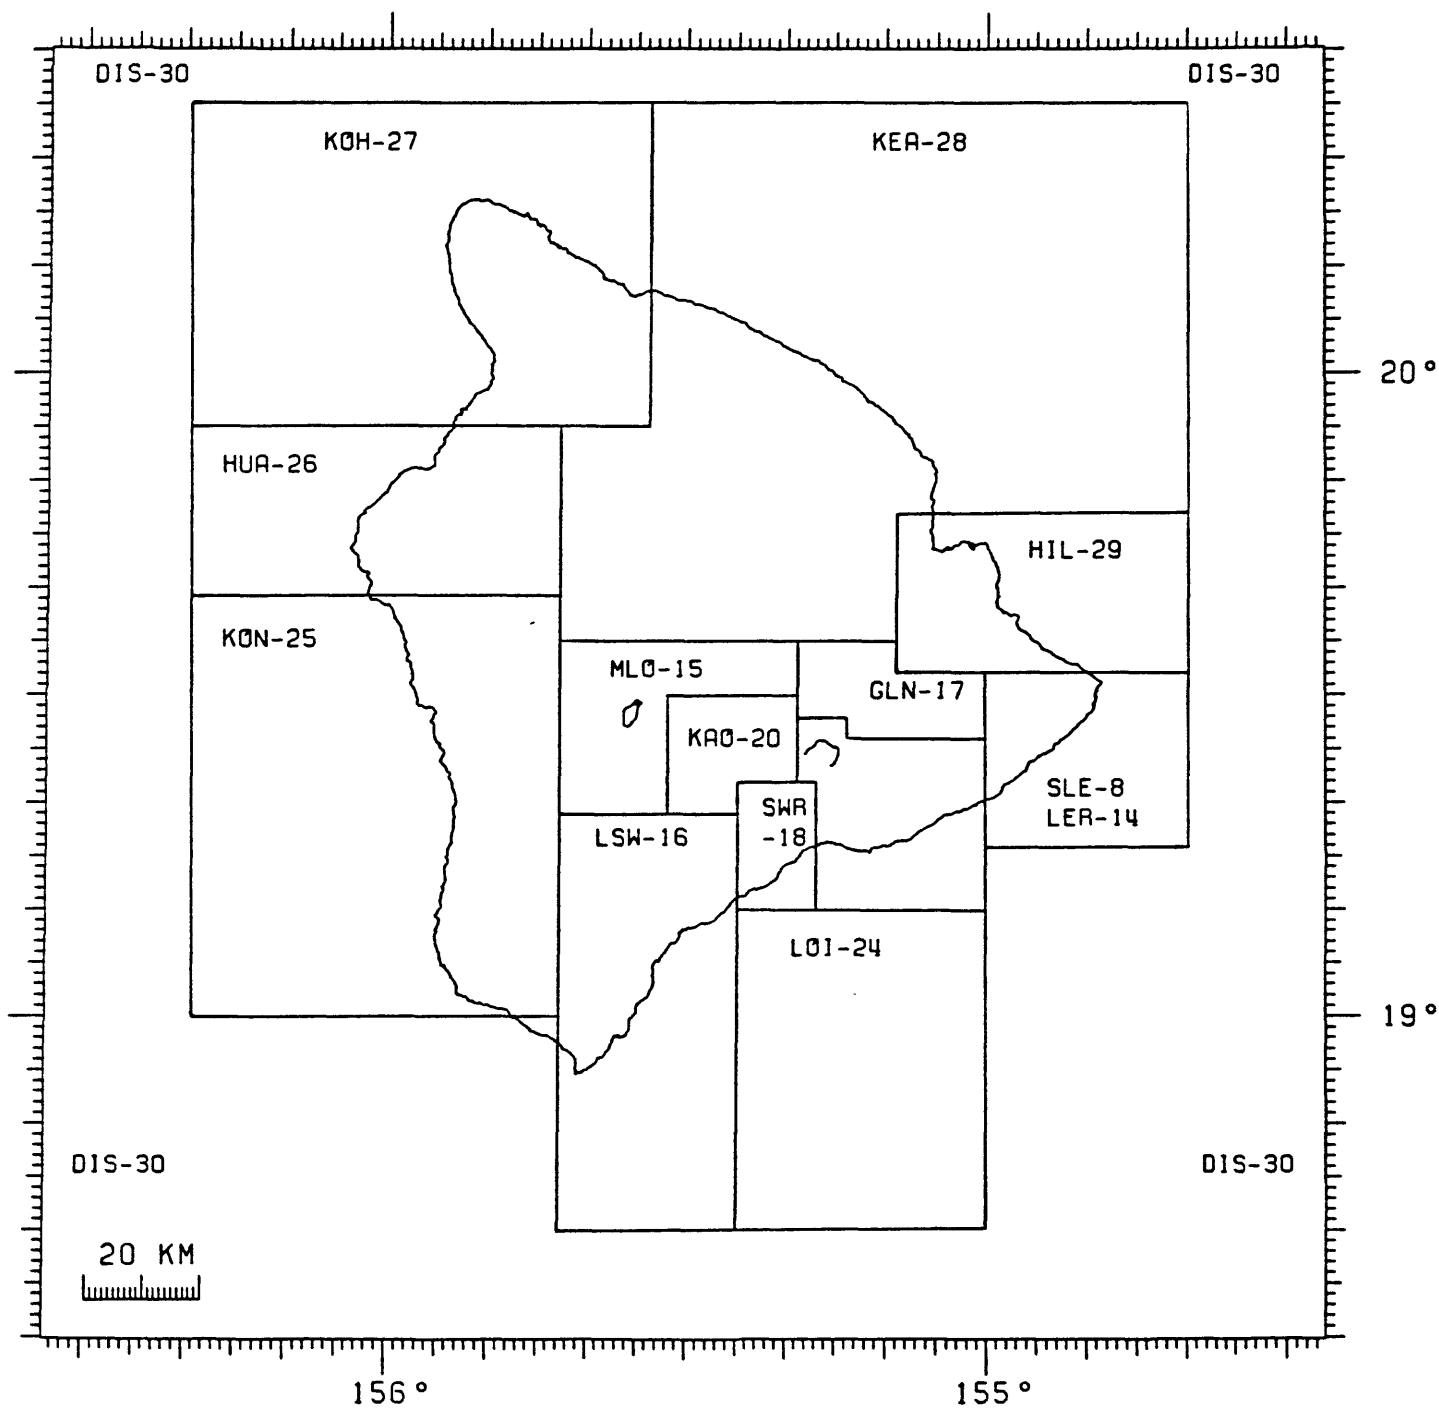 DIS-30
DIS-30
KOH-27
KEA-28
20°
HUA-26
HIL-29
KON-25
MLO-15
GLN-17
KAO-20
SLE-8
LER-14
SWR
-18
LSW-16
LOI-24
19°
DIS-30
DIS-30
20 KM
156°
155°